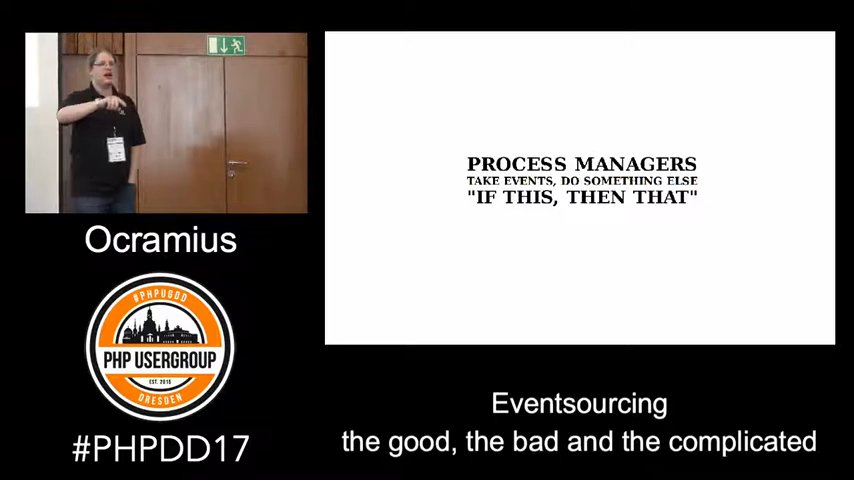 PROCESS MANAGERS
TAKE EVENTS, DO SOMETHING ELSE
"IF THIS, THEN THAT"
Ocramius
#PHPUGDD
PHP USERGROUP
EST. 2015
DRESDEN
#PHPDD17
Eventsourcing
the good, the bad and the complicated